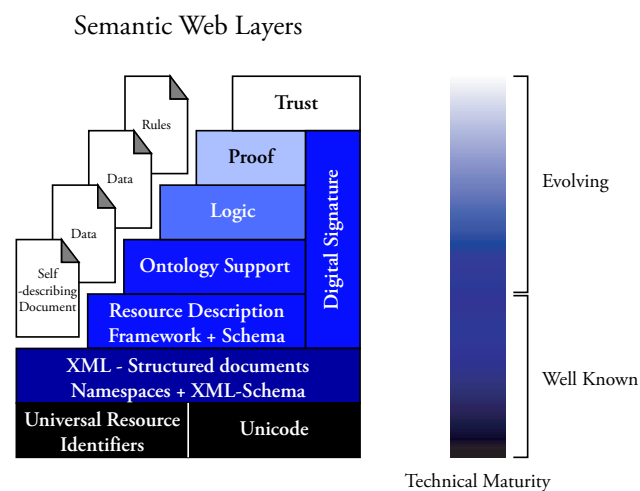 Semantic Web Layers
Rules
Trust
Data
Proof
Evolving
Data
Logic
Digital Signature
Self
-describing
Document
Ontology Support
Resource Description
Framework + Schema
XML - Structured documents
Namespaces + XML-Schema
Well Known
Universal Resource
Identifiers
Unicode
Technical Maturity